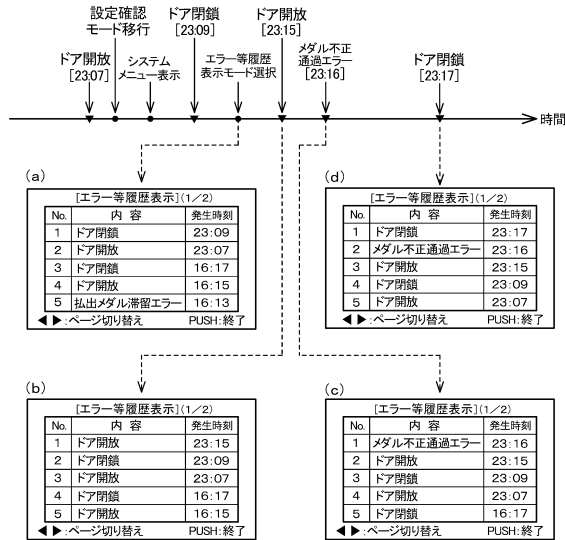 設定確認
モード移行
ドア閉鎖
[23:09]
ドア開放
[23:15]
ドア開放
[23:07]
システム
メニュー表示
エラー等履歴
表示モード選択
メダル不正
通過エラー
[23:16]
ドア閉鎖
[23:17]
時間
(a)
[エラー等履歴表示](1/2)
No. 内 容 発生時刻
1 ドア閉鎖 23:09
2 ドア開放 23:07
3 ドア閉鎖 16:17
4 ドア開放 16:15
5 払出メダル滞留エラー 16:13
◀ ▶:ページ切り替え PUSH:終了
(d)
[エラー等履歴表示](1/2)
No. 内 容 発生時刻
1 ドア閉鎖 23:17
2 メダル不正通過エラー 23:16
3 ドア開放 23:15
4 ドア閉鎖 23:09
5 ドア開放 23:07
◀ ▶:ページ切り替え PUSH:終了
(b)
[エラー等履歴表示](1/2)
No. 内 容 発生時刻
1 ドア開放 23:15
2 ドア閉鎖 23:09
3 ドア開放 23:07
4 ドア閉鎖 16:17
5 ドア開放 16:15
◀ ▶:ページ切り替え PUSH:終了
(c)
[エラー等履歴表示](1/2)
No. 内 容 発生時刻
1 メダル不正通過エラー 23:16
2 ドア開放 23:15
3 ドア閉鎖 23:09
4 ドア開放 23:07
5 ドア閉鎖 16:17
◀ ▶:ページ切り替え PUSH:終了